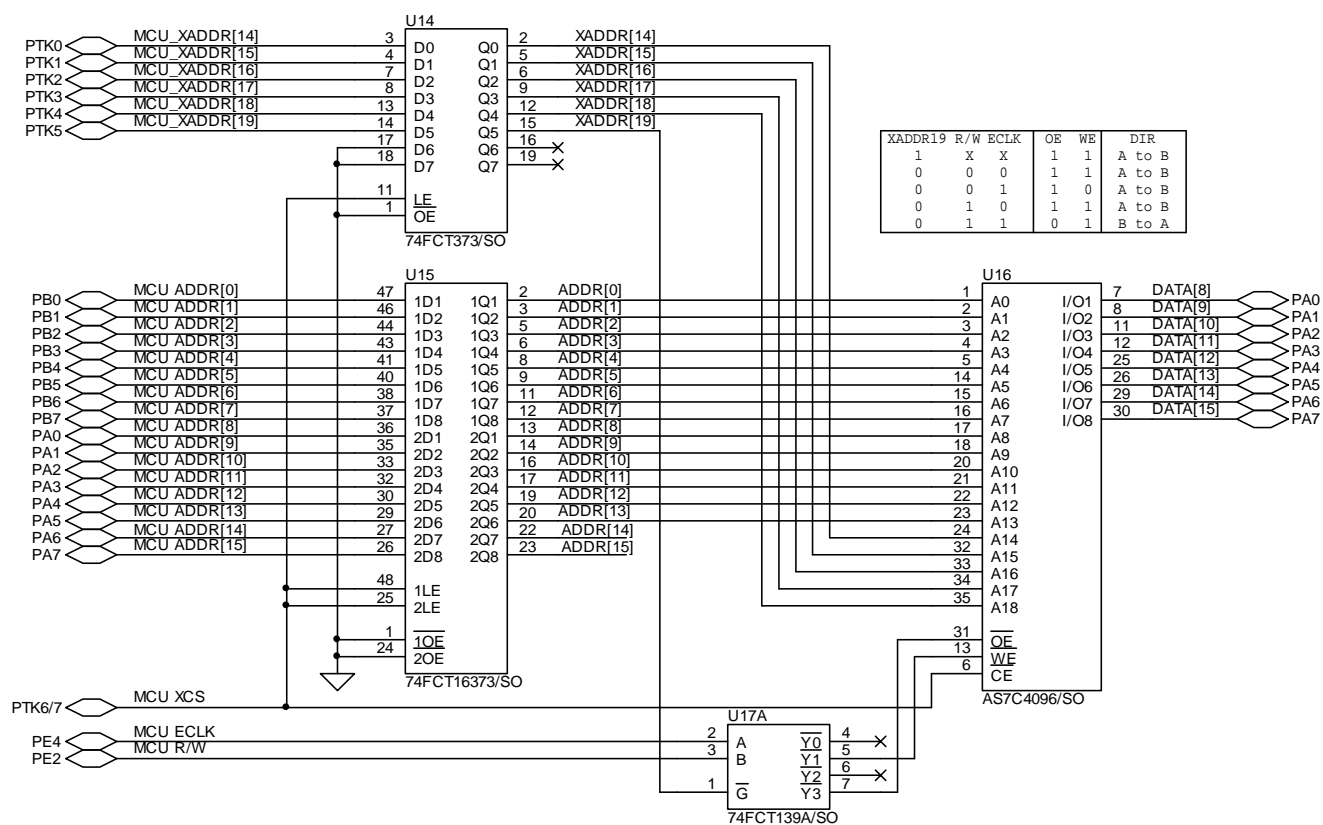 U14
PTK0 MCU_XADDR[14] 3 D0 Q0 2 XADDR[14]
PTK1 MCU_XADDR[15] 4 D1 Q1 5 XADDR[15]
PTK2 MCU_XADDR[16] 7 D2 Q2 6 XADDR[16]
PTK3 MCU_XADDR[17] 8 D3 Q3 9 XADDR[17]
PTK4 MCU_XADDR[18] 13 D4 Q4 12 XADDR[18]
PTK5 MCU_XADDR[19] 14 D5 Q5 15 XADDR[19]
17 D6 Q6 16
18 D7 Q7 19
11 LE
1 OE
74FCT373/SO
XADDR19 R/W ECLK OE WE DIR
1 X X 1 1 A to B
0 0 0 1 1 A to B
0 0 1 1 0 A to B
0 1 0 1 1 A to B
0 1 1 0 1 B to A
U15
PB0 MCU ADDR[0] 47 1D1 1Q1 2 ADDR[0]
PB1 MCU ADDR[1] 46 1D2 1Q2 3 ADDR[1]
PB2 MCU ADDR[2] 44 1D3 1Q3 5 ADDR[2]
PB3 MCU ADDR[3] 43 1D4 1Q4 6 ADDR[3]
PB4 MCU ADDR[4] 41 1D5 1Q5 8 ADDR[4]
PB5 MCU ADDR[5] 40 1D6 1Q6 9 ADDR[5]
PB6 MCU ADDR[6] 38 1D7 1Q7 11 ADDR[6]
PB7 MCU ADDR[7] 37 1D8 1Q8 12 ADDR[7]
PA0 MCU ADDR[8] 36 2D1 2Q1 13 ADDR[8]
PA1 MCU ADDR[9] 35 2D2 2Q2 14 ADDR[9]
PA2 MCU ADDR[10] 33 2D3 2Q3 16 ADDR[10]
PA3 MCU ADDR[11] 32 2D4 2Q4 17 ADDR[11]
PA4 MCU ADDR[12] 30 2D5 2Q5 19 ADDR[12]
PA5 MCU ADDR[13] 29 2D6 2Q6 20 ADDR[13]
PA6 MCU ADDR[14] 27 2D7 2Q7 22 ADDR[14]
PA7 MCU ADDR[15] 26 2D8 2Q8 23 ADDR[15]
48 1LE
25 2LE
1 1OE
24 2OE
74FCT16373/SO
U16
1 A0 I/O1 7 DATA[8] PA0
2 A1 I/O2 8 DATA[9] PA1
3 A2 I/O3 11 DATA[10] PA2
4 A3 I/O4 12 DATA[11] PA3
5 A4 I/O5 25 DATA[12] PA4
14 A5 I/O6 26 DATA[13] PA5
15 A6 I/O7 29 DATA[14] PA6
16 A7 I/O8 30 DATA[15] PA7
17 A8
18 A9
20 A10
21 A11
22 A12
23 A13
24 A14
32 A15
33 A16
34 A17
35 A18
31 OE
13 WE
6 CE
AS7C4096/SO
PTK6/7 MCU XCS
PE4 MCU ECLK
PE2 MCU R/W
U17A
2 A Y0 4
3 B Y1 5
Y2 6
1 G Y3 7
74FCT139A/SO